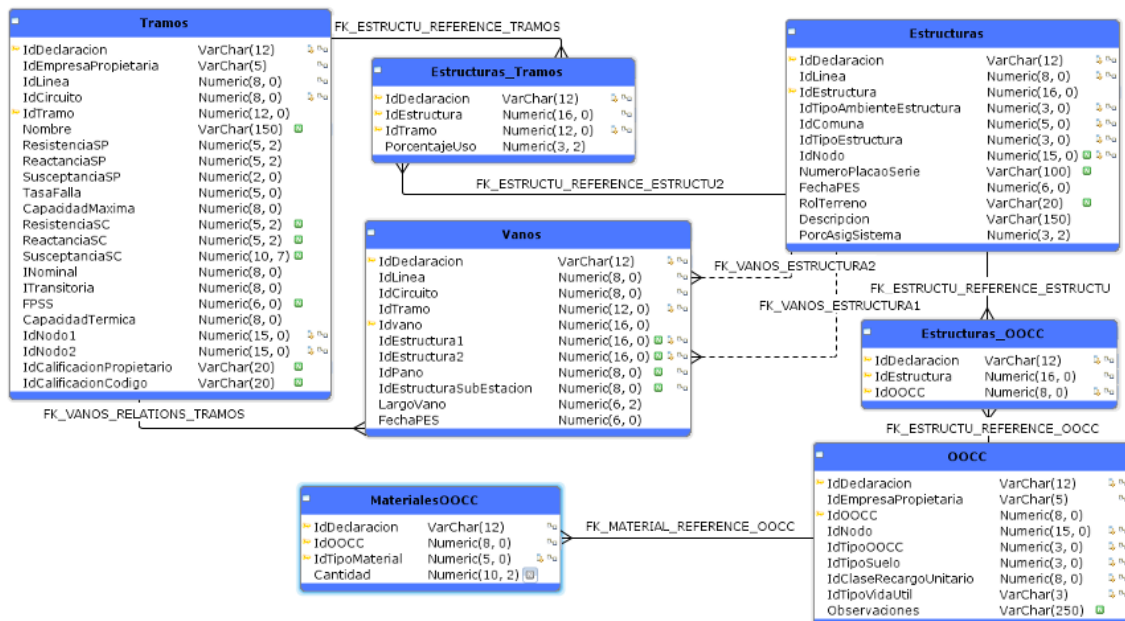 Tramos
IdDeclaracion VarChar(12)
IdEmpresaPropietaria VarChar(5)
IdLinea Numeric(8, 0)
IdCircuito Numeric(8, 0)
IdTramo Numeric(12, 0)
Nombre VarChar(150)
ResistenciaSP Numeric(5, 2)
ReactanciaSP Numeric(5, 2)
SusceptanciaSP Numeric(2, 0)
TasaFalla Numeric(5, 0)
CapacidadMaxima Numeric(8, 0)
ResistenciaSC Numeric(5, 2)
ReactanciaSC Numeric(5, 2)
SusceptanciaSC Numeric(10, 7)
INominal Numeric(8, 0)
ITransitoria Numeric(8, 0)
FPSS Numeric(6, 0)
CapacidadTermica Numeric(8, 0)
IdNodo1 Numeric(15, 0)
IdNodo2 Numeric(15, 0)
IdCalificacionPropietario VarChar(20)
IdCalificacionCodigo VarChar(20)
FK_ESTRUCTU_REFERENCE_TRAMOS
Estructuras_Tramos
IdDeclaracion VarChar(12)
IdEstructura Numeric(16, 0)
IdTramo Numeric(12, 0)
PorcentajeUso Numeric(3, 2)
FK_ESTRUCTU_REFERENCE_ESTRUCTU2
Estructuras
IdDeclaracion VarChar(12)
IdLinea Numeric(8, 0)
IdEstructura Numeric(16, 0)
IdTipoAmbienteEstructura Numeric(3, 0)
IdComuna Numeric(5, 0)
IdTipoEstructura Numeric(3, 0)
IdNodo Numeric(15, 0)
NumeroPlacaoSerie VarChar(100)
FechaPES Numeric(6, 0)
RolTerreno VarChar(20)
Descripcion VarChar(150)
PorcAsigSistema Numeric(3, 2)
Vanos
IdDeclaracion VarChar(12)
IdLinea Numeric(8, 0)
IdCircuito Numeric(8, 0)
IdTramo Numeric(12, 0)
Idvano Numeric(16, 0)
IdEstructura1 Numeric(16, 0)
IdEstructura2 Numeric(16, 0)
IdPano Numeric(8, 0)
IdEstructuraSubEstacion Numeric(8, 0)
LargoVano Numeric(6, 2)
FechaPES Numeric(6, 0)
FK_VANOS_ESTRUCTURA2
FK_VANOS_ESTRUCTURA1
FK_ESTRUCTU_REFERENCE_ESTRUCTU
Estructuras_OOCC
IdDeclaracion VarChar(12)
IdEstructura Numeric(16, 0)
IdOOCC Numeric(8, 0)
FK_VANOS_RELATIONS_TRAMOS
FK_ESTRUCTU_REFERENCE_OOCC
OOCC
IdDeclaracion VarChar(12)
IdEmpresaPropietaria VarChar(5)
IdOOCC Numeric(8, 0)
IdNodo Numeric(15, 0)
IdTipoOOCC Numeric(3, 0)
IdTipoSuelo Numeric(3, 0)
IdClaseRecargoUnitario Numeric(8, 0)
IdTipoVidaUtil VarChar(3)
Observaciones VarChar(250)
MaterialesOOCC
IdDeclaracion VarChar(12)
IdOOCC Numeric(8, 0)
IdTipoMaterial Numeric(5, 0)
Cantidad Numeric(10, 2)
FK_MATERIAL_REFERENCE_OOCC